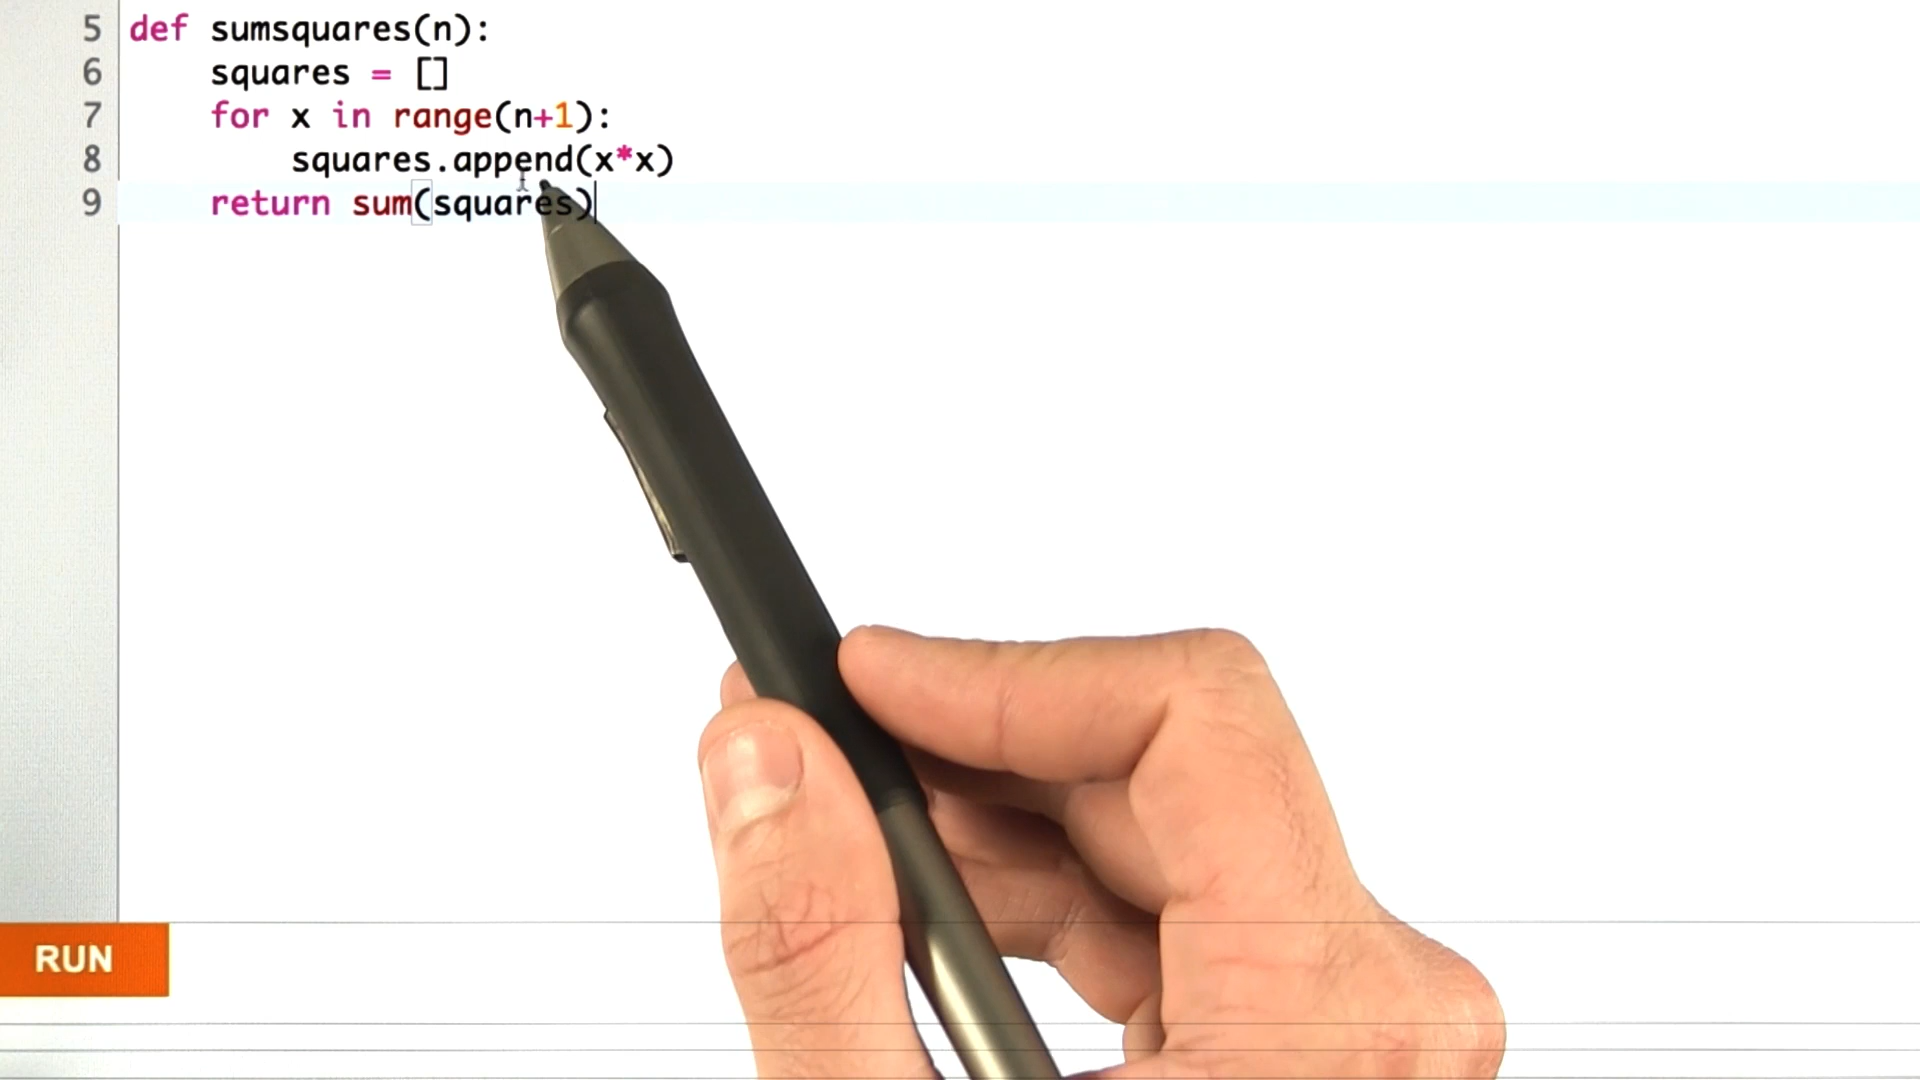 5 def sumsquares(n):
6 squares = []
7 for x in range(n+1):
8 squares.append(x*x)
9 return sum(squares)
RUN